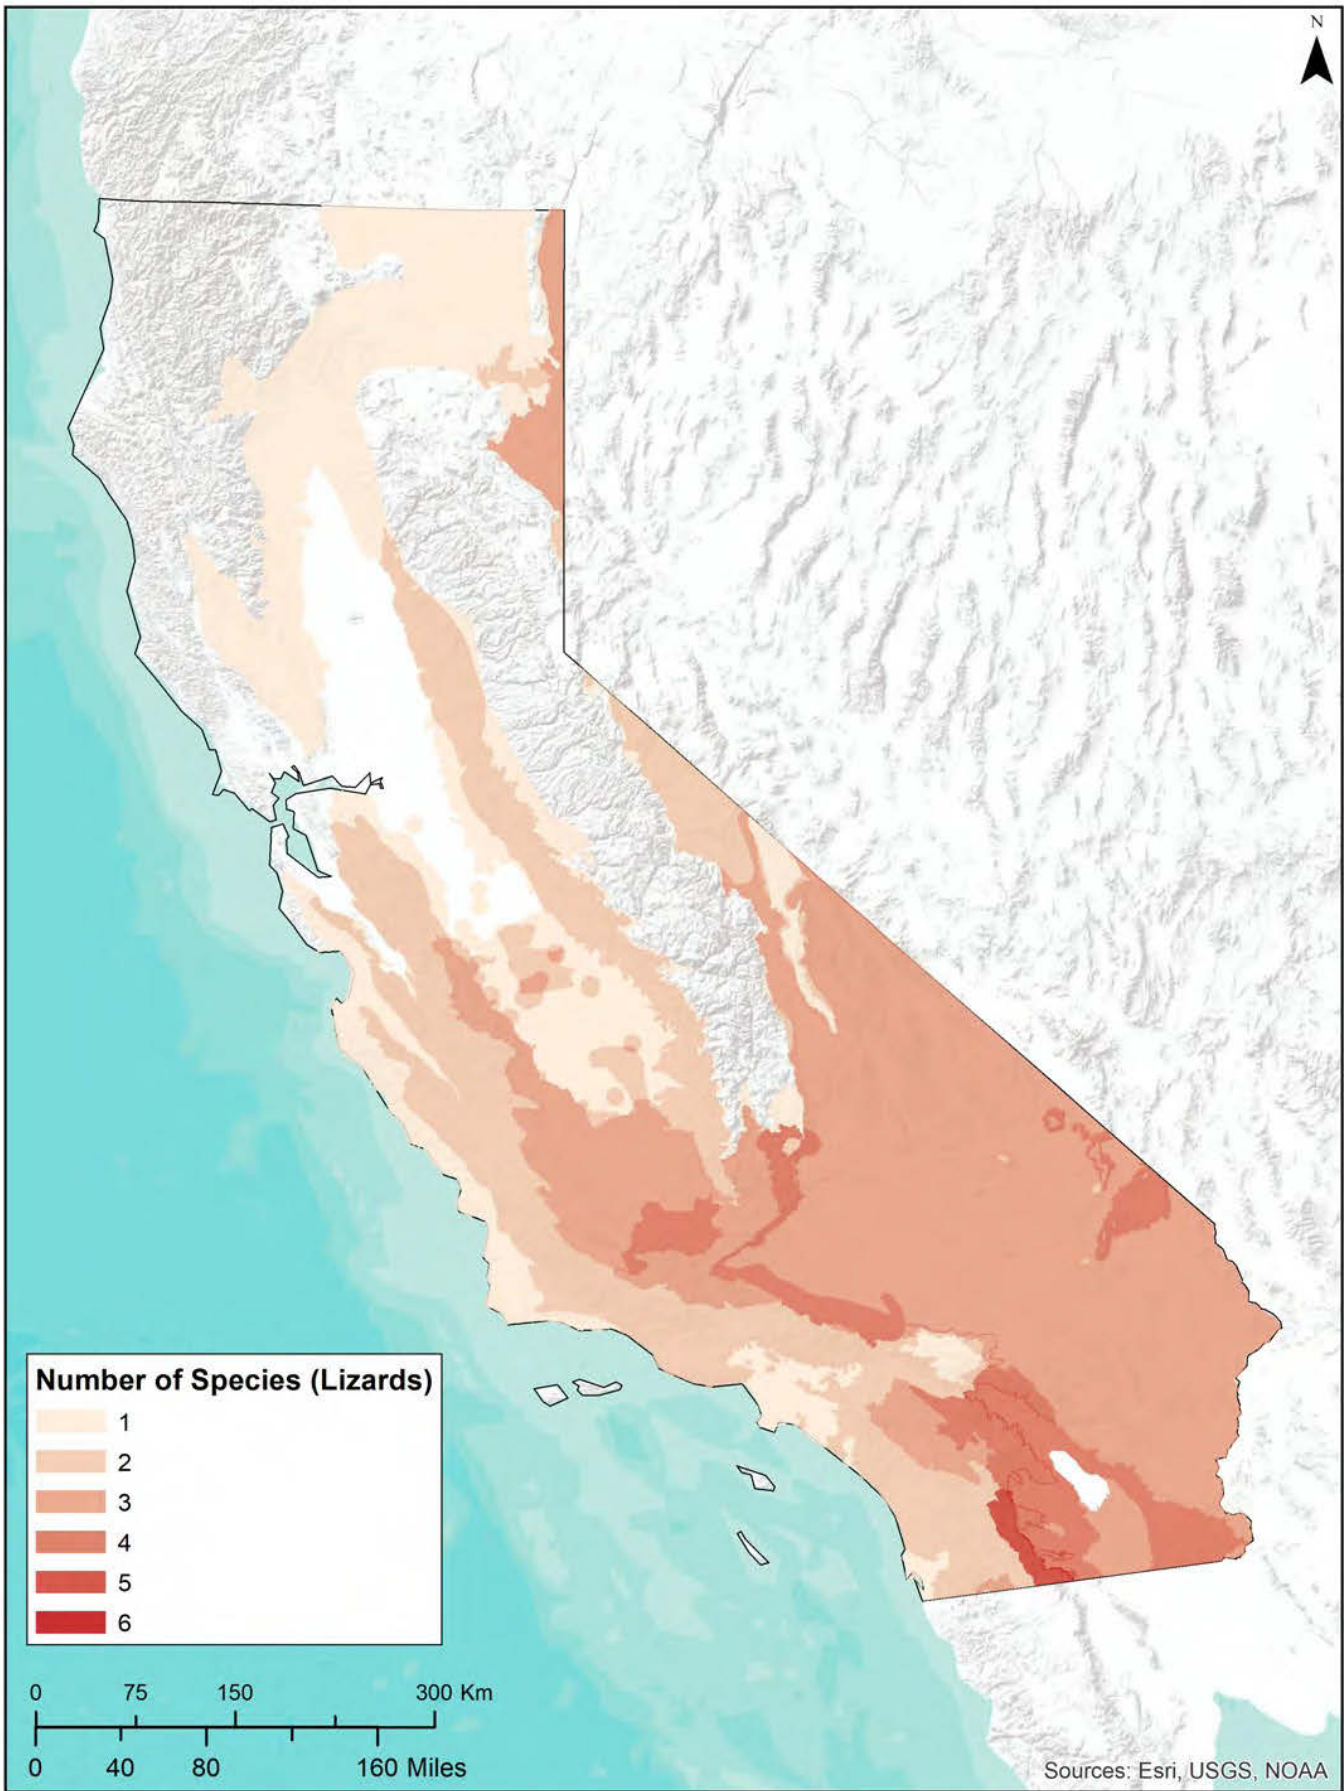 N
Number of Species (Lizards)
1
2
3
4
5
6
0 75 150 300 Km
0 40 80 160 Miles
Sources: Esri, USGS, NOAA